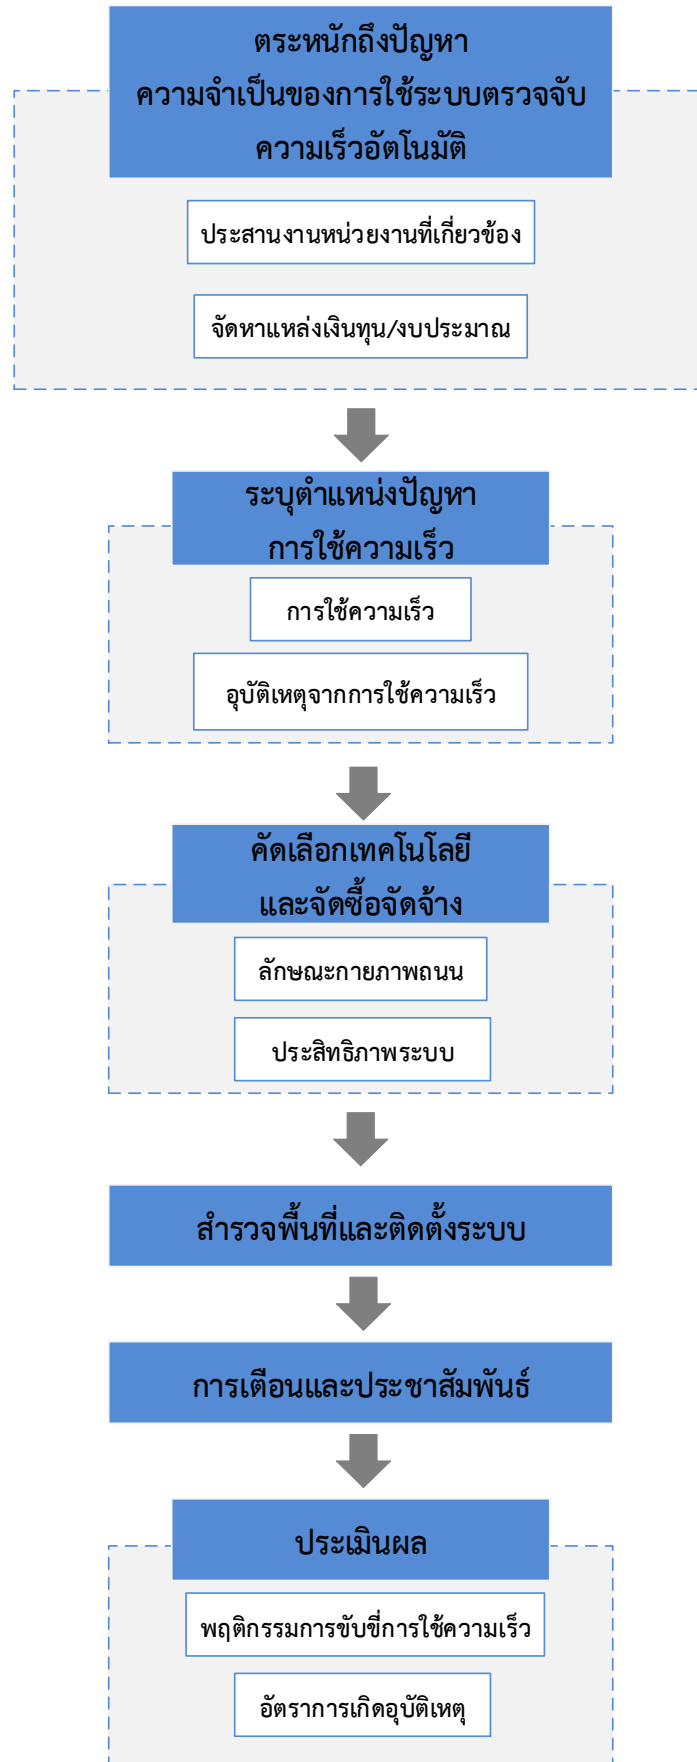 ตระหนักถึงปัญหา
ความจำเป็นของการใช้ระบบตรวจจับ
ความเร็วอัตโนมัติ
ประสานงานหน่วยงานที่เกี่ยวข้อง
จัดหาแหล่งเงินทุน/งบประมาณ
ระบุตำแหน่งปัญหา
การใช้ความเร็ว
การใช้ความเร็ว
อุบัติเหตุจากการใช้ความเร็ว
คัดเลือกเทคโนโลยี
และจัดซื้อจัดจ้าง
ลักษณะกายภาพถนน
ประสิทธิภาพระบบ
สำรวจพื้นที่และติดตั้งระบบ
การเตือนและประชาสัมพันธ์
ประเมินผล
พฤติกรรมการขับขี่การใช้ความเร็ว
อัตราการเกิดอุบัติเหตุ